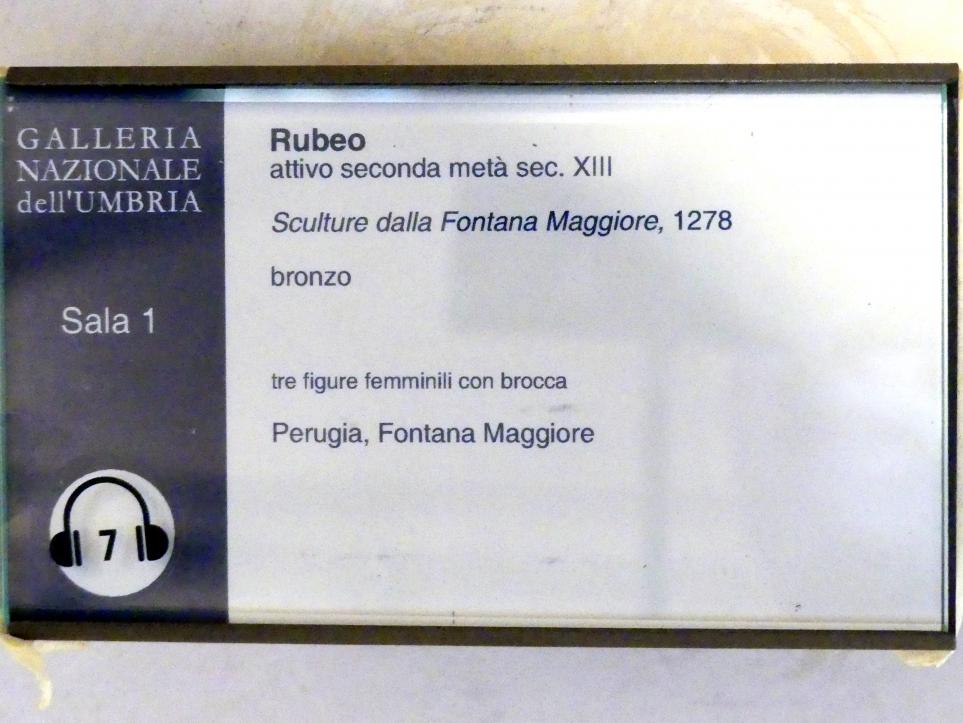 GALLERIA
NAZIONALE
dell'UMBRIA
Sala 1
7
Rubeo
attivo seconda metà sec. XIII
Sculture dalla Fontana Maggiore, 1278
bronzo
tre figure femminili con brocca
Perugia, Fontana Maggiore